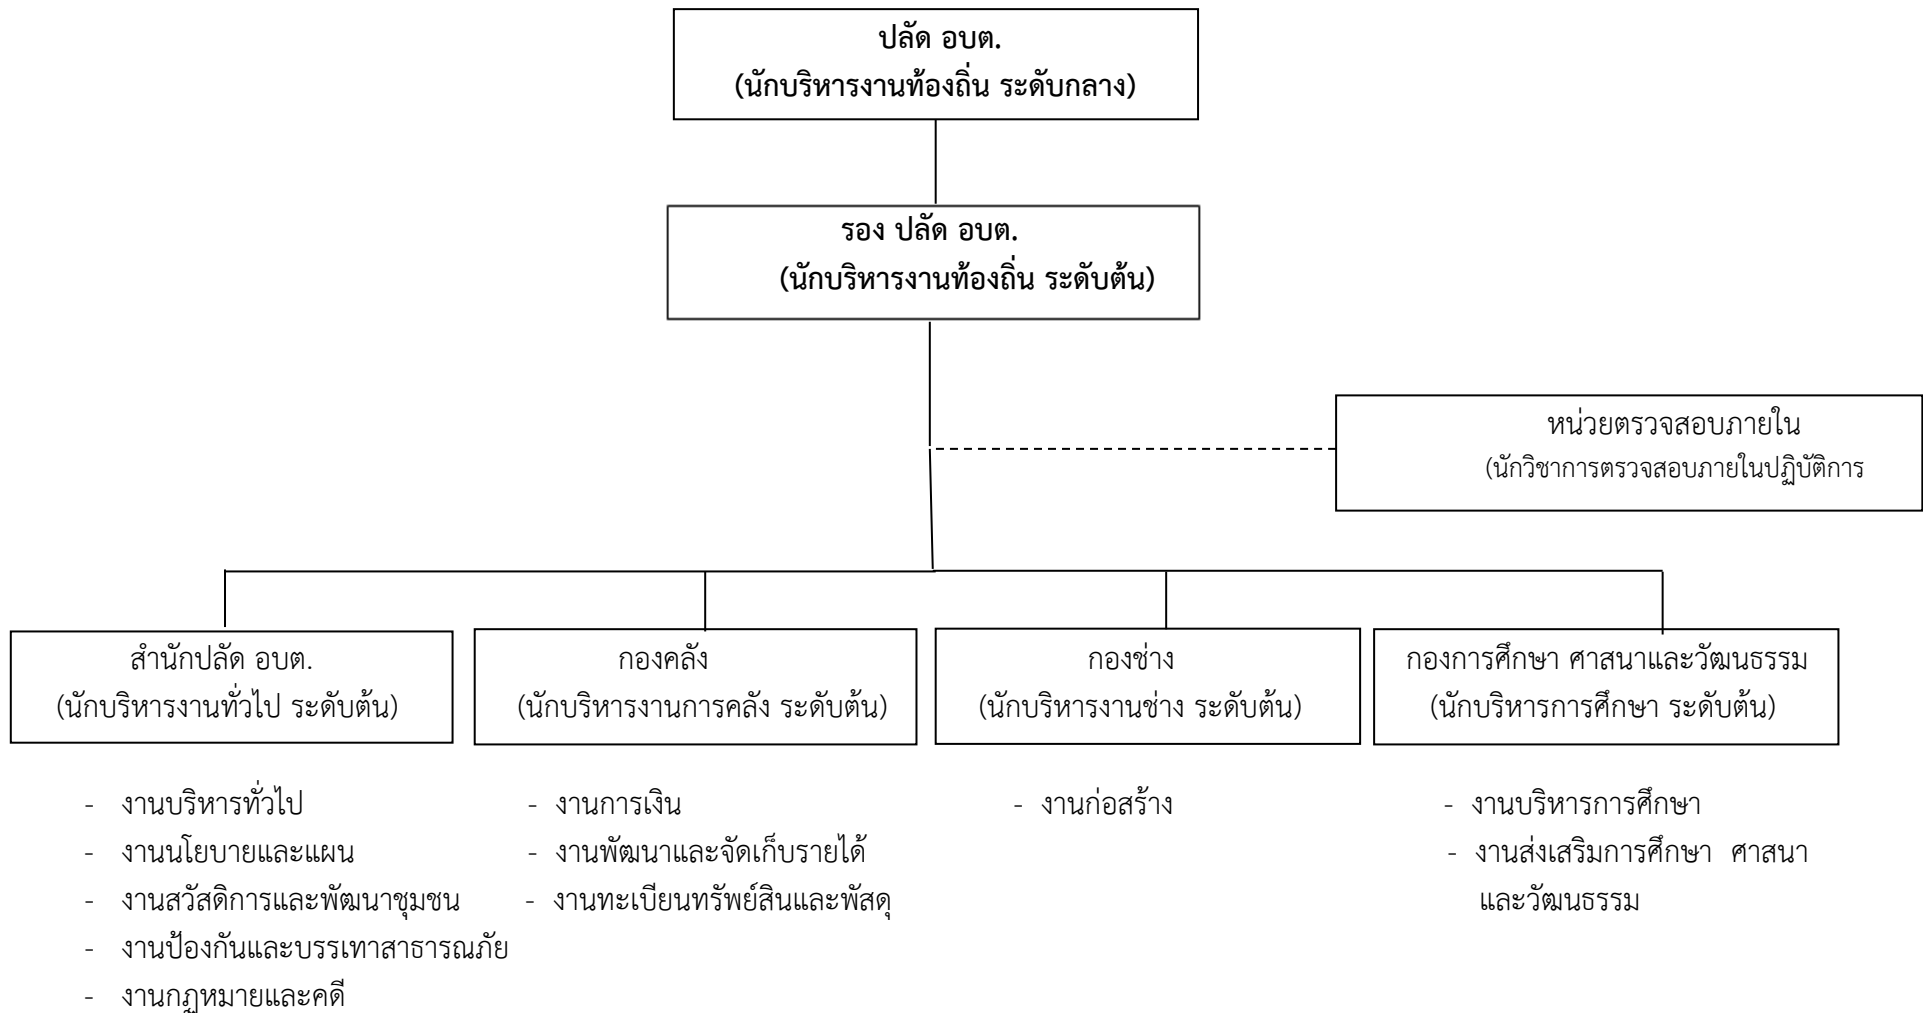 ปลัด อบต.
(นักบริหารงานท้องถิ่น ระดับกลาง)
รอง ปลัด อบต.
(นักบริหารงานท้องถิ่น ระดับต้น)
หน่วยตรวจสอบภายใน
(นักวิชาการตรวจสอบภายในปฏิบัติการ
สำนักปลัด อบต.
(นักบริหารงานทั่วไป ระดับต้น)
- งานบริหารทั่วไป
- งานนโยบายและแผน
- งานสวัสดิการและพัฒนาชุมชน
- งานป้องกันและบรรเทาสาธารณภัย
- งานกฎหมายและคดี
กองคลัง
(นักบริหารงานการคลัง ระดับต้น)
- งานการเงิน
- งานพัฒนาและจัดเก็บรายได้
- งานทะเบียนทรัพย์สินและพัสดุ
กองช่าง
(นักบริหารงานช่าง ระดับต้น)
- งานก่อสร้าง
กองการศึกษา ศาสนาและวัฒนธรรม
(นักบริหารการศึกษา ระดับต้น)
- งานบริหารการศึกษา
- งานส่งเสริมการศึกษา ศาสนา
และวัฒนธรรม